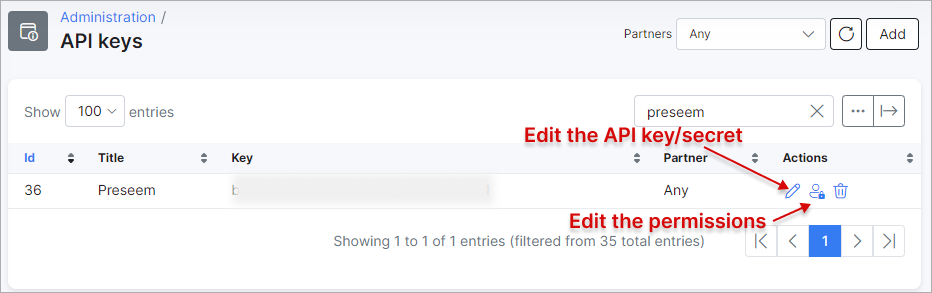 Administration /
API keys
Partners Any Add
Show 100 entries preseem ...
Edit the API key/secret
Id Title Key Partner Actions
36 Preseem Any
Edit the permissions
Showing 1 to 1 of 1 entries (filtered from 35 total entries) 1